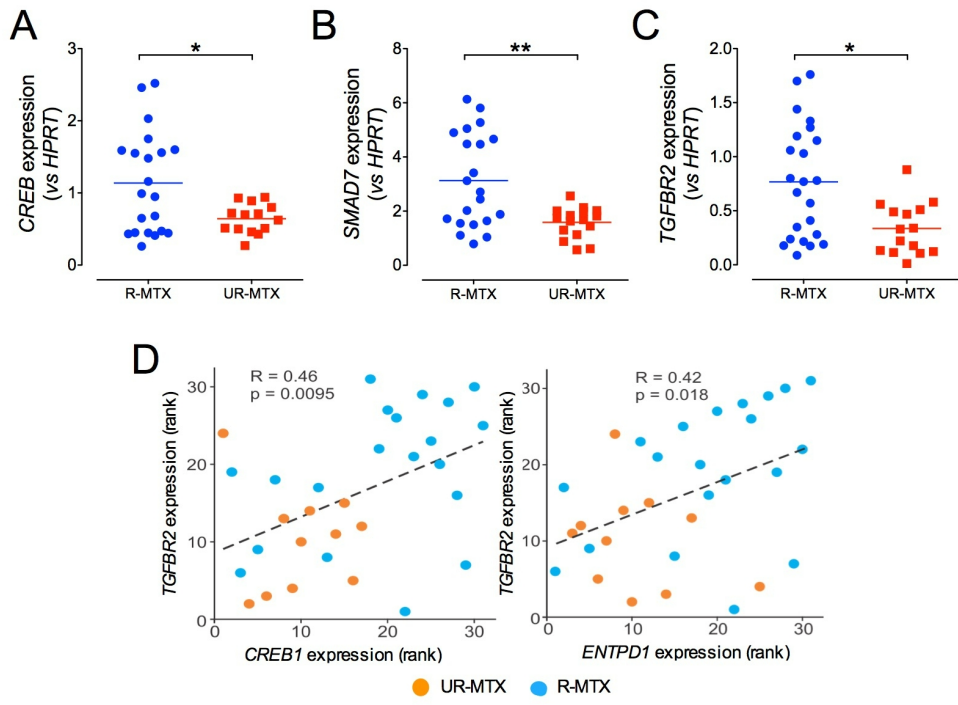 A
B
C
*
**
*
CREB expression
(vs HPRT)
3
2
1
0
R-MTX
UR-MTX
SMAD7 expression
(vs HPRT)
8
6
4
2
0
R-MTX
UR-MTX
TGFBR2 expression
(vs HPRT)
2.0
1.5
1.0
0.5
0.0
R-MTX
UR-MTX
D
R = 0.46
p = 0.0095
TGFBR2 expression (rank)
30
20
10
0
0
10
20
30
CREB1 expression (rank)
R = 0.42
p = 0.018
TGFBR2 expression (rank)
30
20
10
0
0
10
20
30
ENTPD1 expression (rank)
UR-MTX
R-MTX